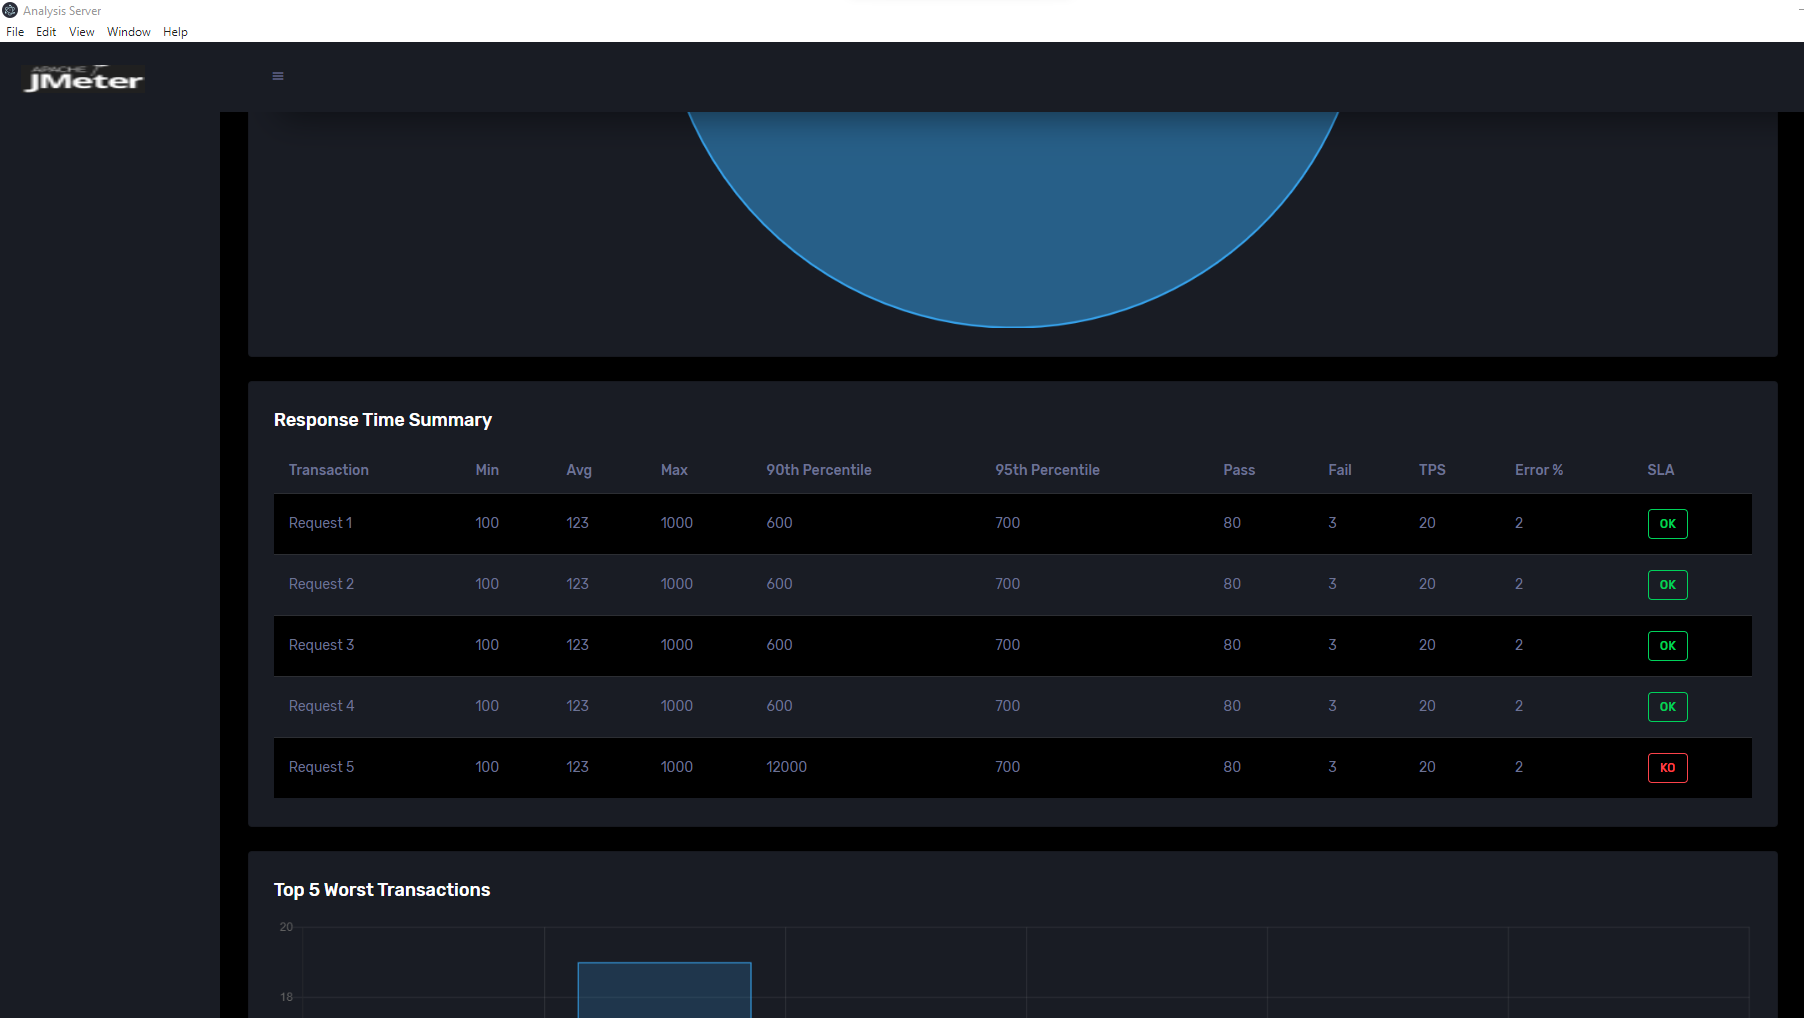 Analysis Server
File Edit View Window Help
APACHE
JMeter
Response Time Summary
Transaction Min Avg Max 90th Percentile 95th Percentile Pass Fail TPS Error % SLA
Request 1 100 123 1000 600 700 80 3 20 2 OK
Request 2 100 123 1000 600 700 80 3 20 2 OK
Request 3 100 123 1000 600 700 80 3 20 2 OK
Request 4 100 123 1000 600 700 80 3 20 2 OK
Request 5 100 123 1000 12000 700 80 3 20 2 KO
Top 5 Worst Transactions
20
18